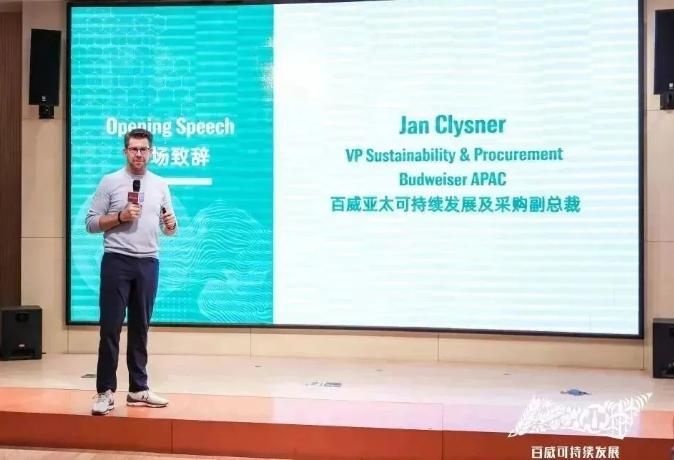 Opening Speech
场致辞
Jan Clysner
VP Sustainability & Procurement
Budweiser APAC
百威亚太可持续发展及采购副总裁
百威可持续发展